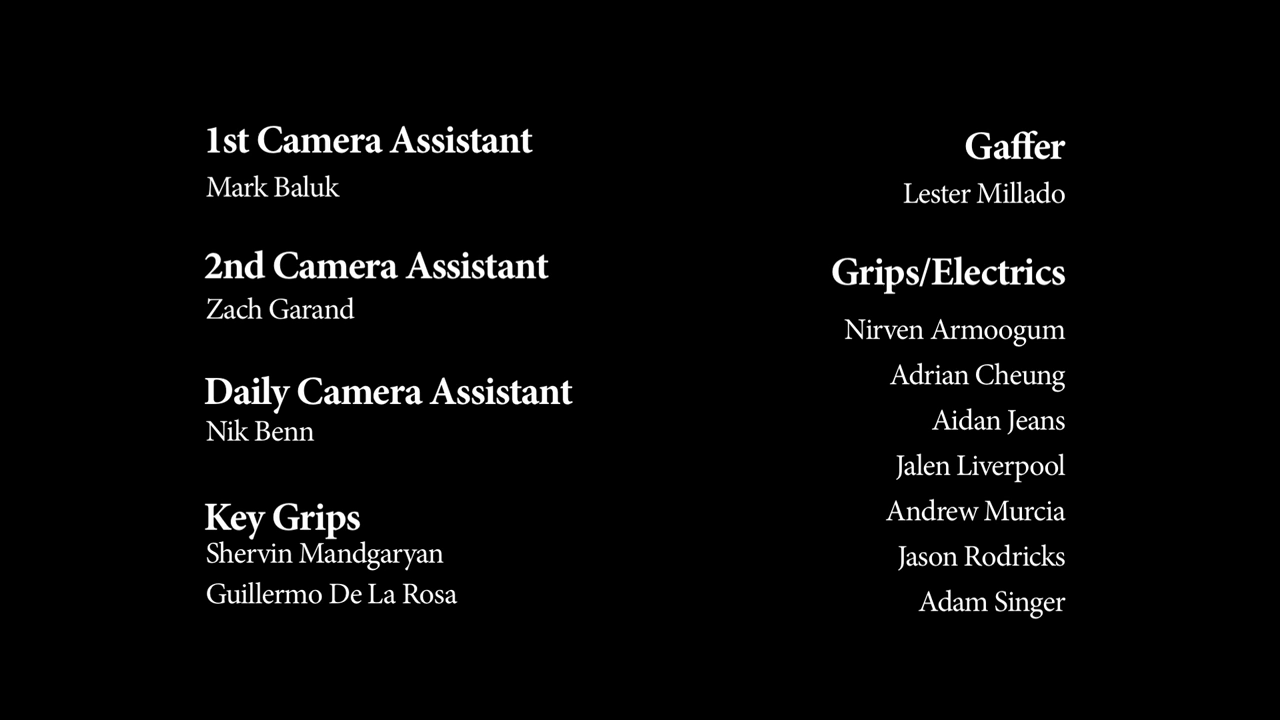 1st Camera Assistant
Mark Baluk
2nd Camera Assistant
Zach Garand
Daily Camera Assistant
Nik Benn
Key Grips
Shervin Mandgaryan
Guillermo De La Rosa
Gaffer
Lester Millado
Grips/Electrics
Nirven Armoogum
Adrian Cheung
Aidan Jeans
Jalen Liverpool
Andrew Murcia
Jason Rodricks
Adam Singer